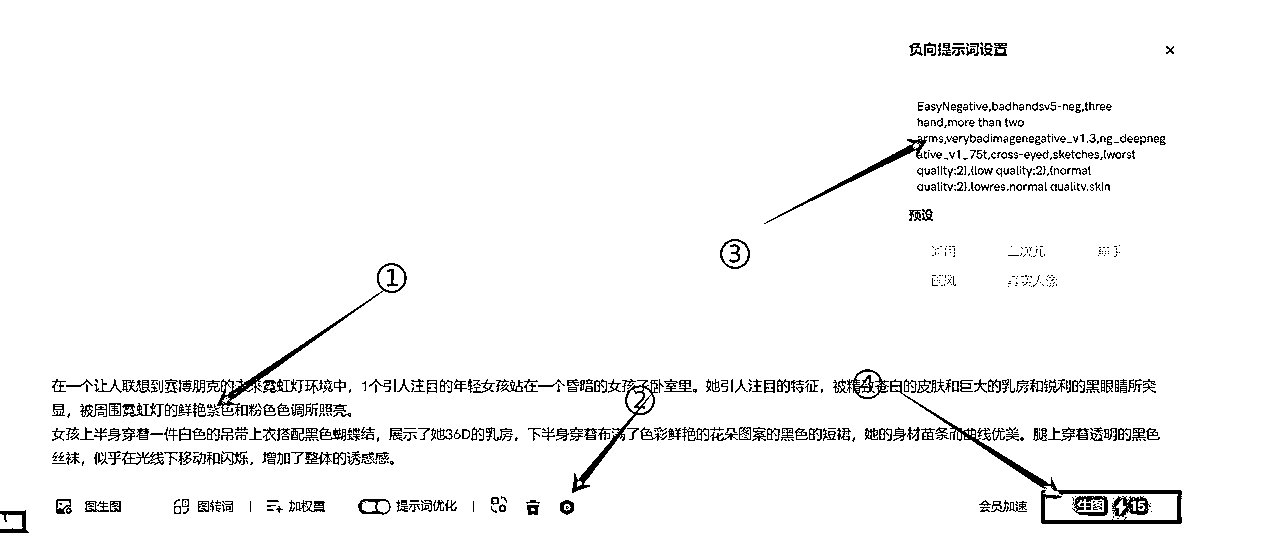 负向提示词设置 ×
EasyNegative,badhandsv5-neg,three
hand,more than two
arms,verybadimagenegative_v1.3,ng_deepneg
ative_v1_75t,cross-eyed,sketches,(worst
quality:2),(low quality:2),(normal
quality:2),lowres,normal quality,skin
预设
二次元
真实人像
③
①
在一个让人联想到赛博朋克的未来霓虹灯环境中，1个引人注目的年轻女孩站在一个昏暗的女孩子卧室里。她引人注目的特征，被精致苍白的皮肤和巨大的乳房和锐利的黑眼睛所突
显，被周围霓虹灯的鲜艳紫色和粉色色调所照亮。
② ④
女孩上半身穿着一件白色的吊带上衣搭配黑色蝴蝶结，展示了她36D的乳房，下半身穿着布满了色彩鲜艳的花朵图案的黑色的短裙，她的身材苗条而曲线优美。腿上穿着透明的黑色
丝袜，似乎在光线下移动和闪烁，增加了整体的诱惑感。
图生图 图转词 加权重 提示词优化 会员加速 生图 15